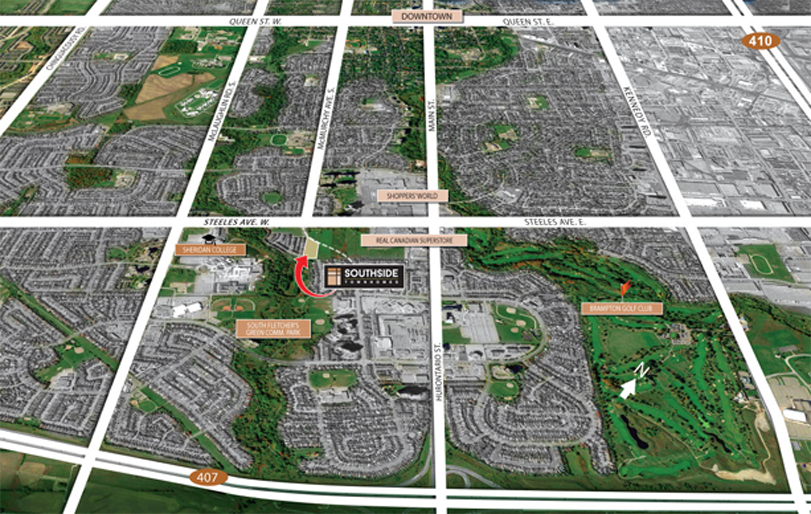 QUEEN ST. W.
DOWNTOWN
QUEEN ST. E.
410
CHINGUACOUSY RD.
McLAUGHLIN RD. S.
McMURCHY AVE. S.
MAIN ST.
KENNEDY RD.
SHOPPERS WORLD
STEELES AVE. W.
STEELES AVE. E.
SHERIDAN COLLEGE
REAL CANADIAN SUPERSTORE
SOUTHSIDE
TOWNHOMES
BRAMPTON GOLF CLUB
SOUTH FLETCHER'S
GREEN COMM. PARK
HURONTARIO ST.
N
407